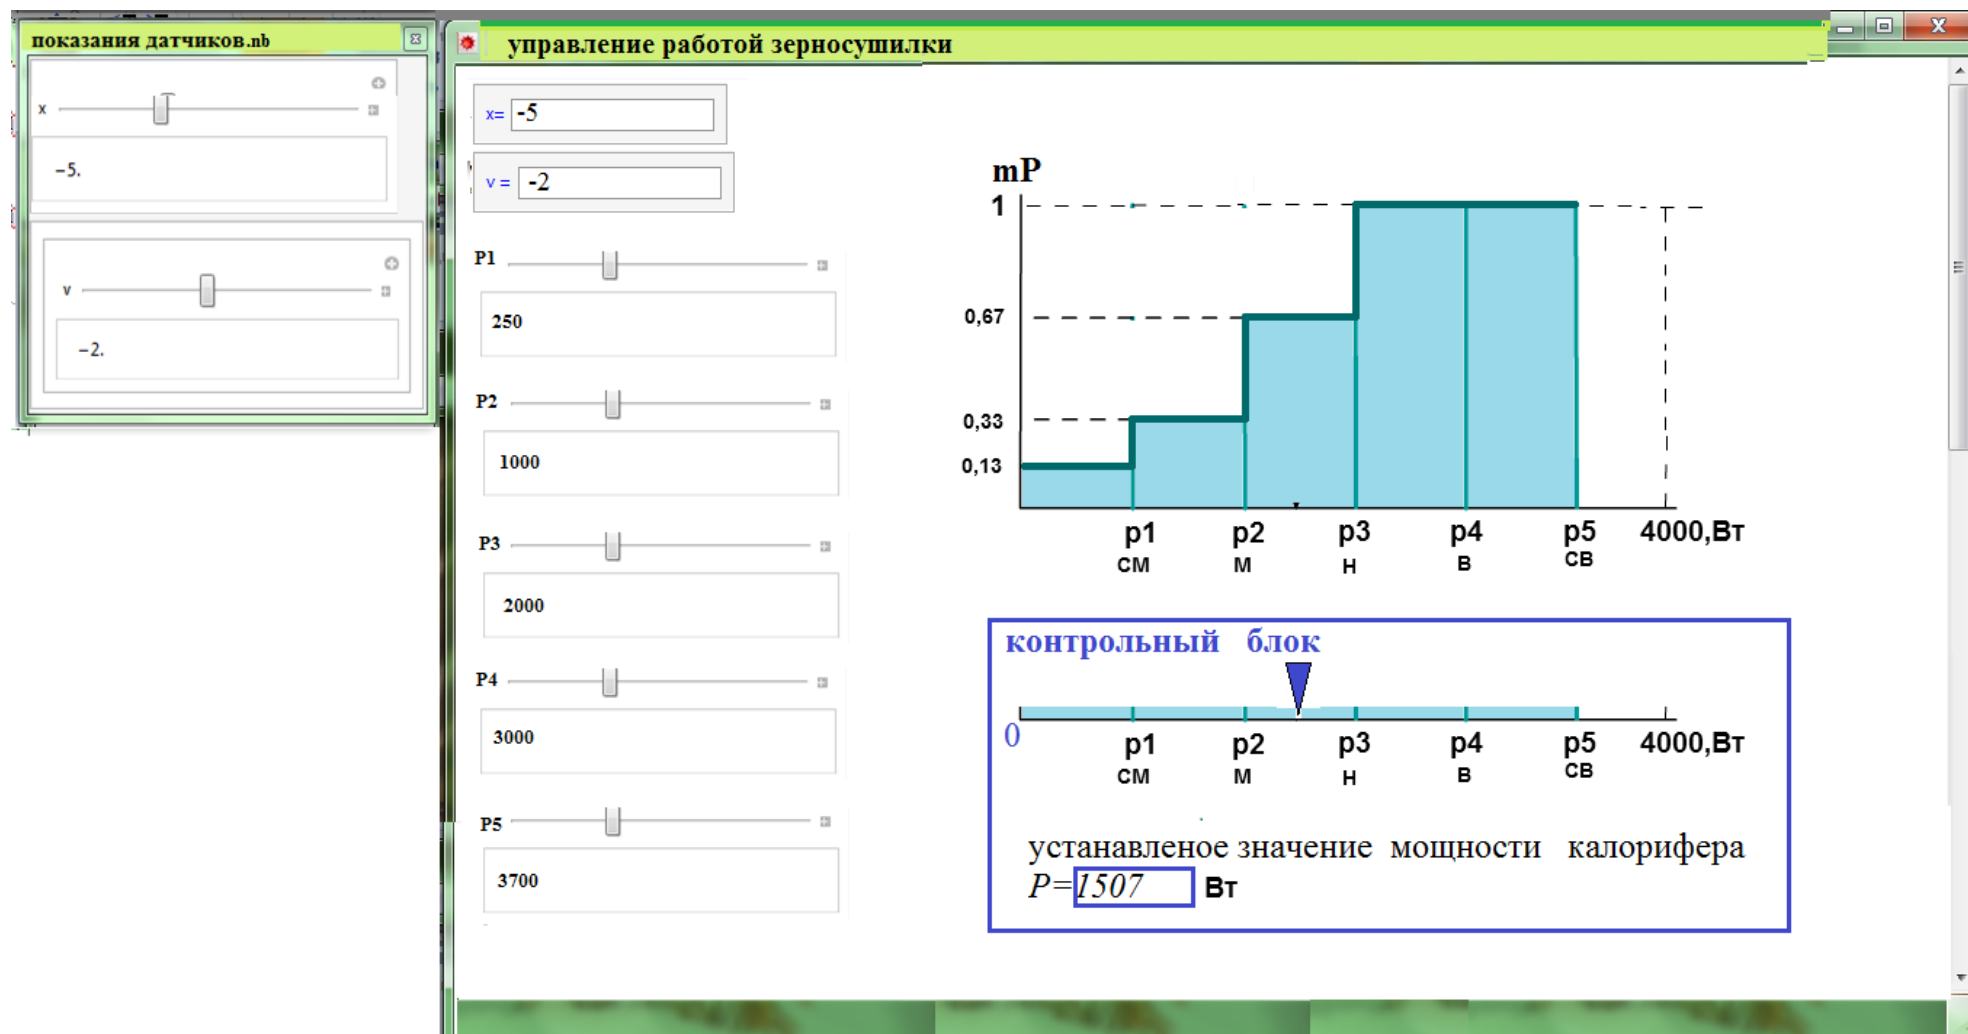 показания датчиков.nb
x
-5.
v
-2.
управление работой зерносушилки
x= -5
v = -2
P1
250
P2
1000
P3
2000
P4
3000
P5
3700
mP
1
0,67
0,33
0,13
p1 p2 p3 p4 p5 4000,Вт
см м н в св
контрольный блок
0
p1 p2 p3 p4 p5 4000,Вт
см м н в св
устанавленое значение мощности калорифера
P=1507 Вт